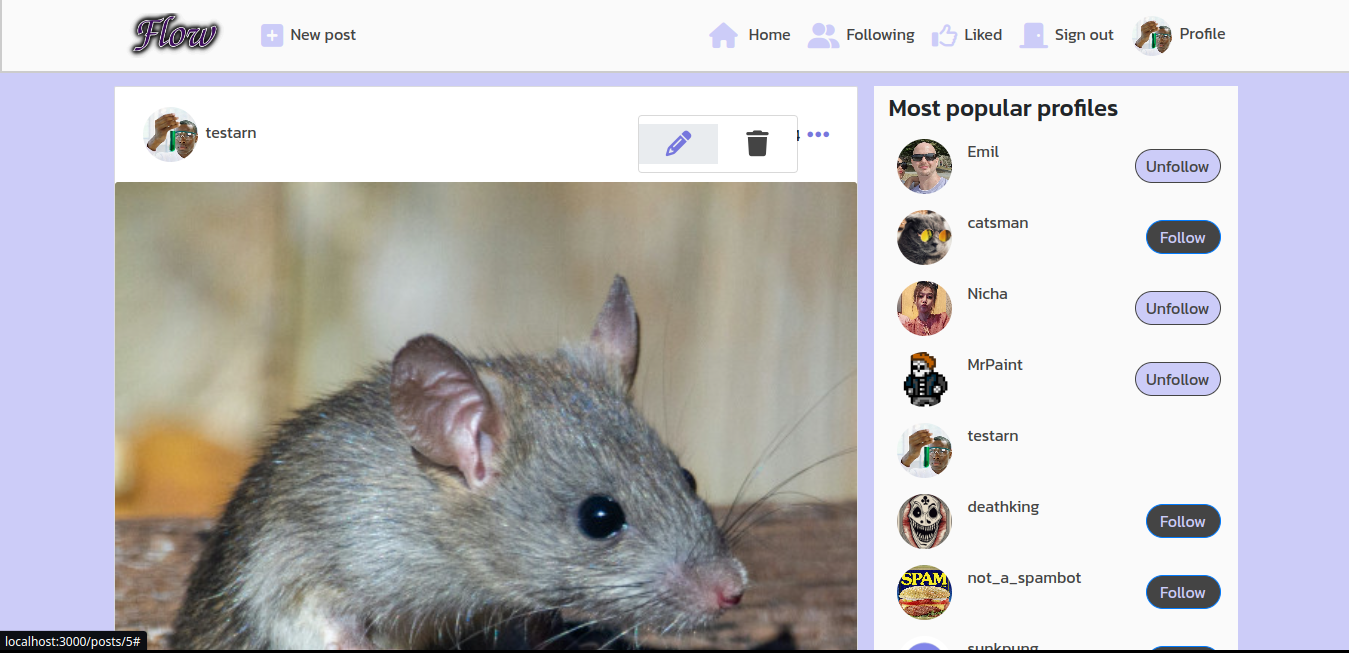 Flow
New post
Home
Following
Liked
Sign out
Profile
testarn
Most popular profiles
Emil
Unfollow
catsman
Follow
Nicha
Unfollow
MrPaint
Unfollow
testarn
deathking
Follow
SPAM
not_a_spambot
Follow
localhost:3000/posts/5#